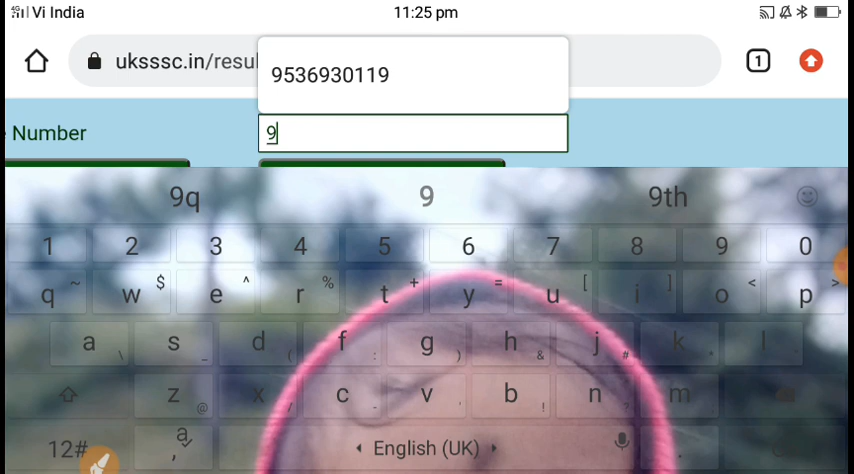 4G Vi India 11:25 pm
uksssc.in/resul
1
9536930119
Number
9
9q 9 9th
1 2 3 4 5 6 7 8 9 0
q ~ w $ e ^ r % t + y = u [ i ] o < p >
a \ s _ d ( f : g ) h & j # k * l
z @ x / c - v ' b ! n ? m
12# , English (UK) .